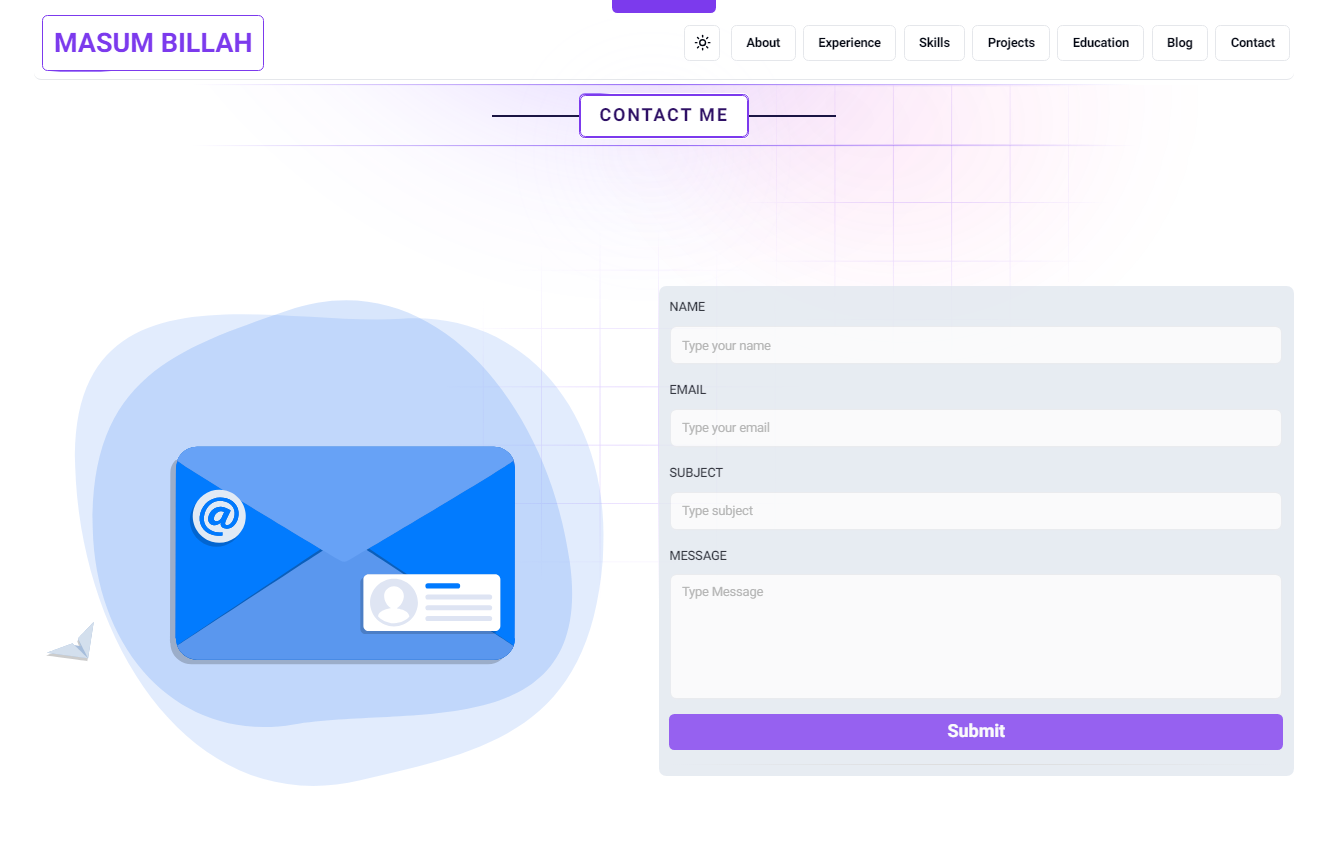 MASUM BILLAH
About
Experience
Skills
Projects
Education
Blog
Contact
CONTACT ME
NAME
Type your name
EMAIL
Type your email
SUBJECT
Type subject
MESSAGE
Type Message
Submit
@